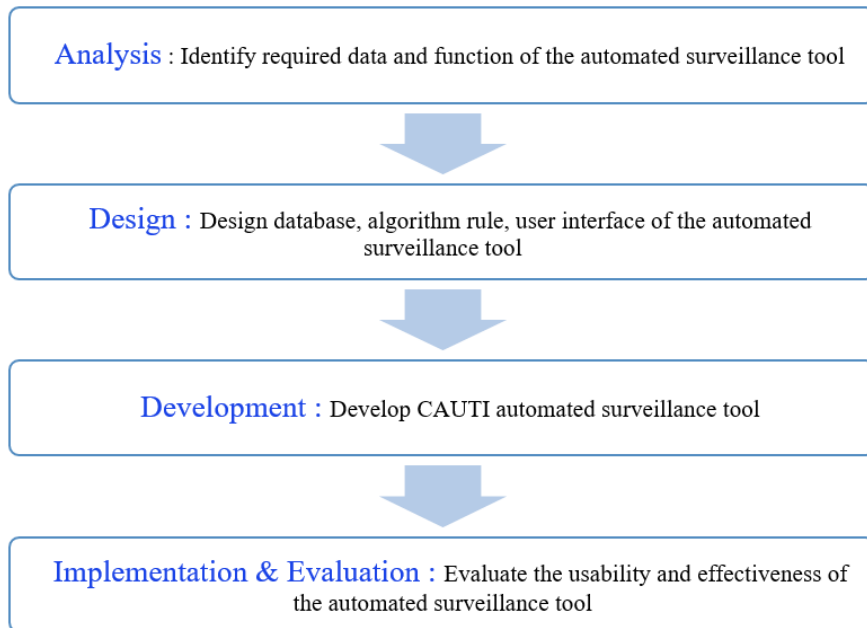 Analysis : Identify required data and function of the automated surveillance tool
Design : Design database, algorithm rule, user interface of the automated
surveillance tool
Development : Develop CAUTI automated surveillance tool
Implementation & Evaluation : Evaluate the usability and effectiveness of
the automated surveillance tool